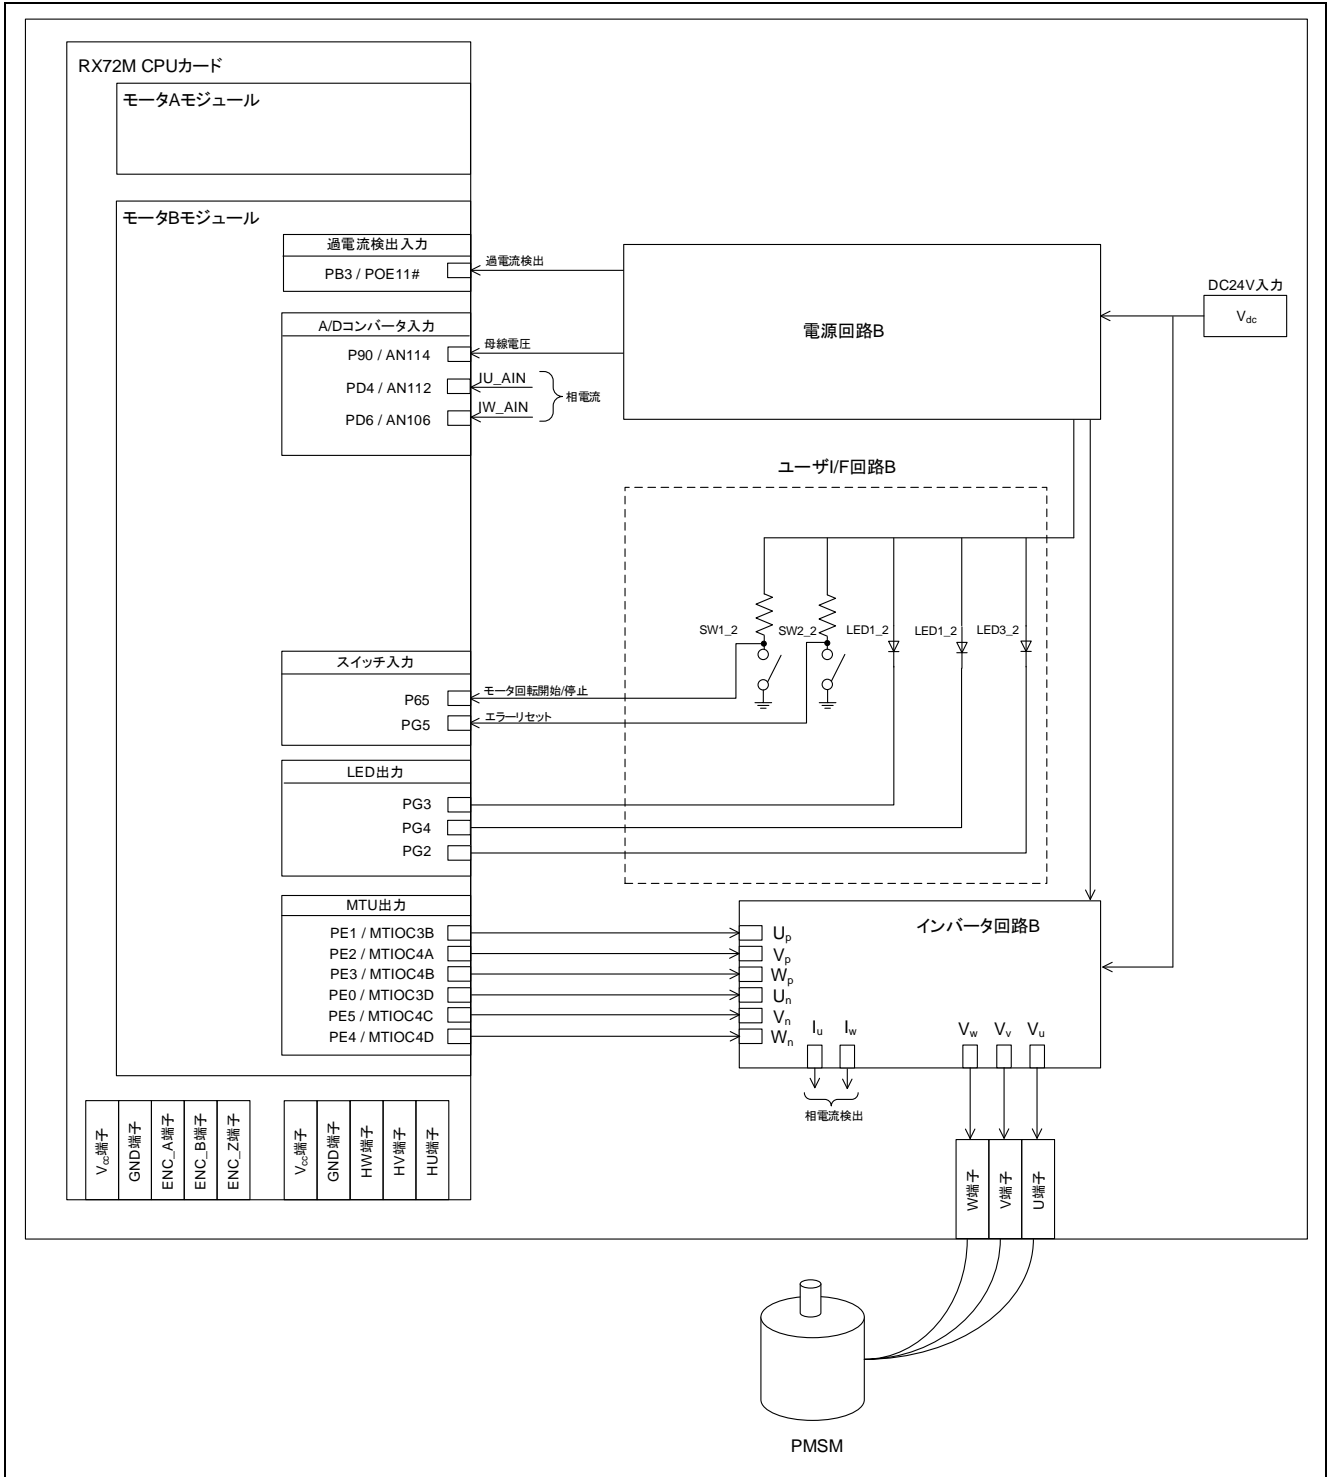 RX72M CPUカード
モータAモジュール
モータBモジュール
過電流検出入力
PB3 / POE11#
過電流検出
A/Dコンバータ入力
P90 / AN114
母線電圧
PD4 / AN112
IU_AIN
PD6 / AN106
IW_AIN
相電流
電源回路B
DC24V入力
Vdc
ユーザI/F回路B
SW1_2
SW2_2
LED1_2
LED1_2
LED3_2
スイッチ入力
P65
モータ回転開始/停止
PG5
エラーリセット
LED出力
PG3
PG4
PG2
MTU出力
PE1 / MTIOC3B
PE2 / MTIOC4A
PE3 / MTIOC4B
PE0 / MTIOC3D
PE5 / MTIOC4C
PE4 / MTIOC4D
インバータ回路B
Up
Vp
Wp
Un
Vn
Wn
Iu
Iw
Vw
Vv
Vu
相電流検出
Vcc端子
GND端子
ENC_A端子
ENC_B端子
ENC_Z端子
Vcc端子
GND端子
HW端子
HV端子
HU端子
W端子
V端子
U端子
PMSM